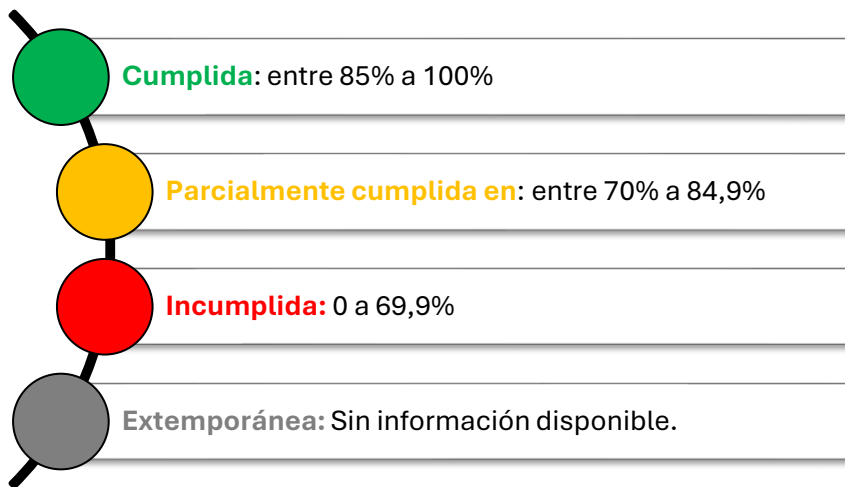 Cumplida: entre 85% a 100%
Parcialmente cumplida en: entre 70% a 84,9%
Incumplida: 0 a 69,9%
Extemporánea: Sin información disponible.